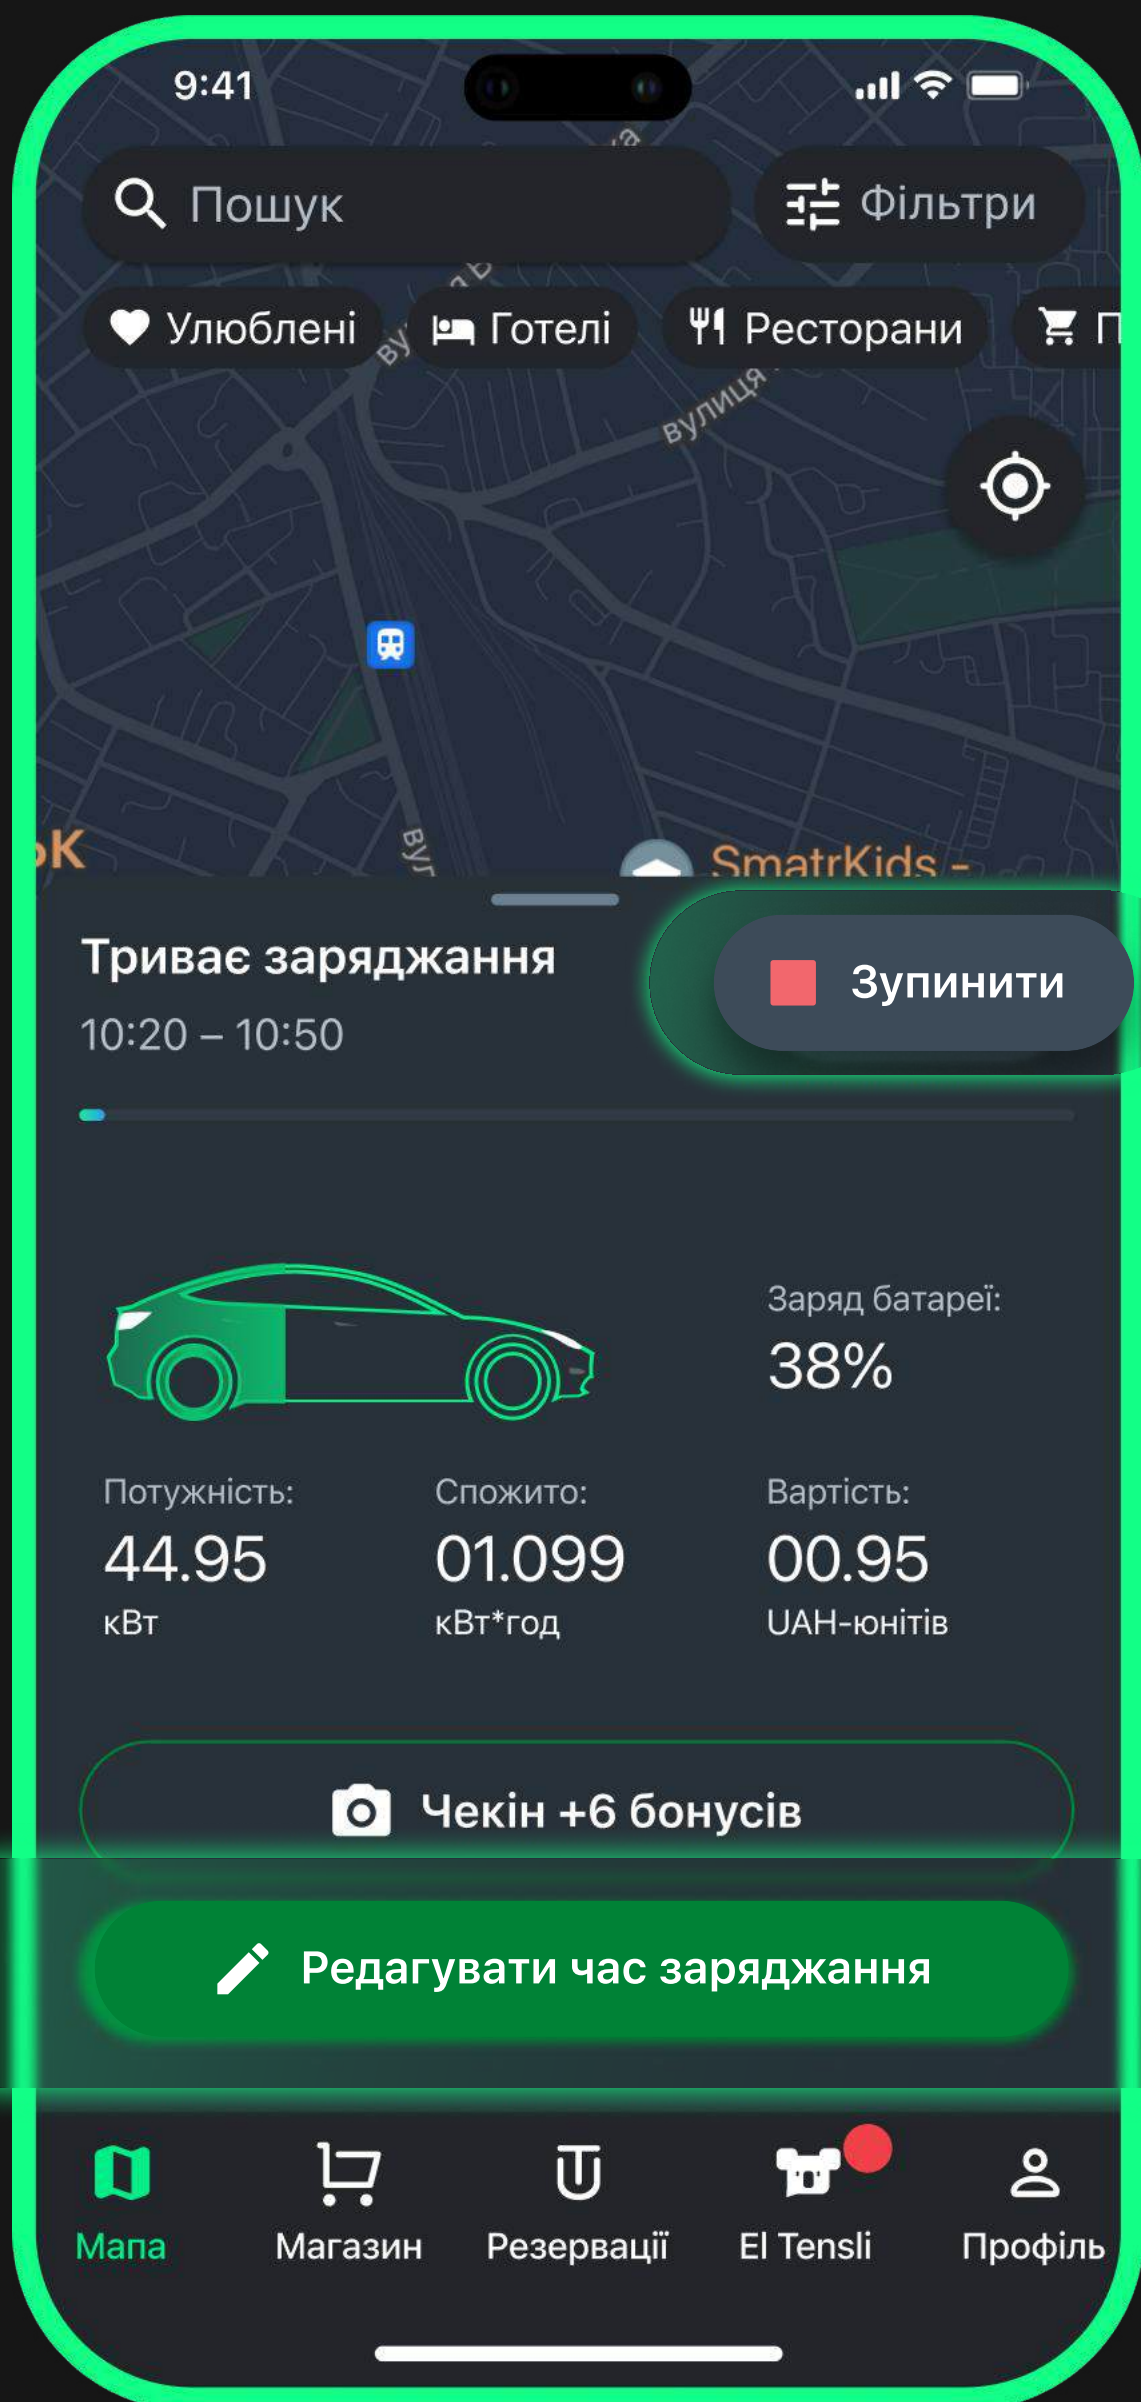 9:41
Пошук
Фільтри
Улюблені
Готелі
Ресторани
П
вулиця
SmatrKids -
вул
Триває заряджання
Зупинити
10:20 – 10:50
Заряд батареї:
38%
Потужність:
Спожито:
Вартість:
44.95
01.099
00.95
кВт
кВт*год
UAH-юнітів
Чекін +6 бонусів
Редагувати час заряджання
Мапа
Магазин
Резервації
El Tensli
Профіль